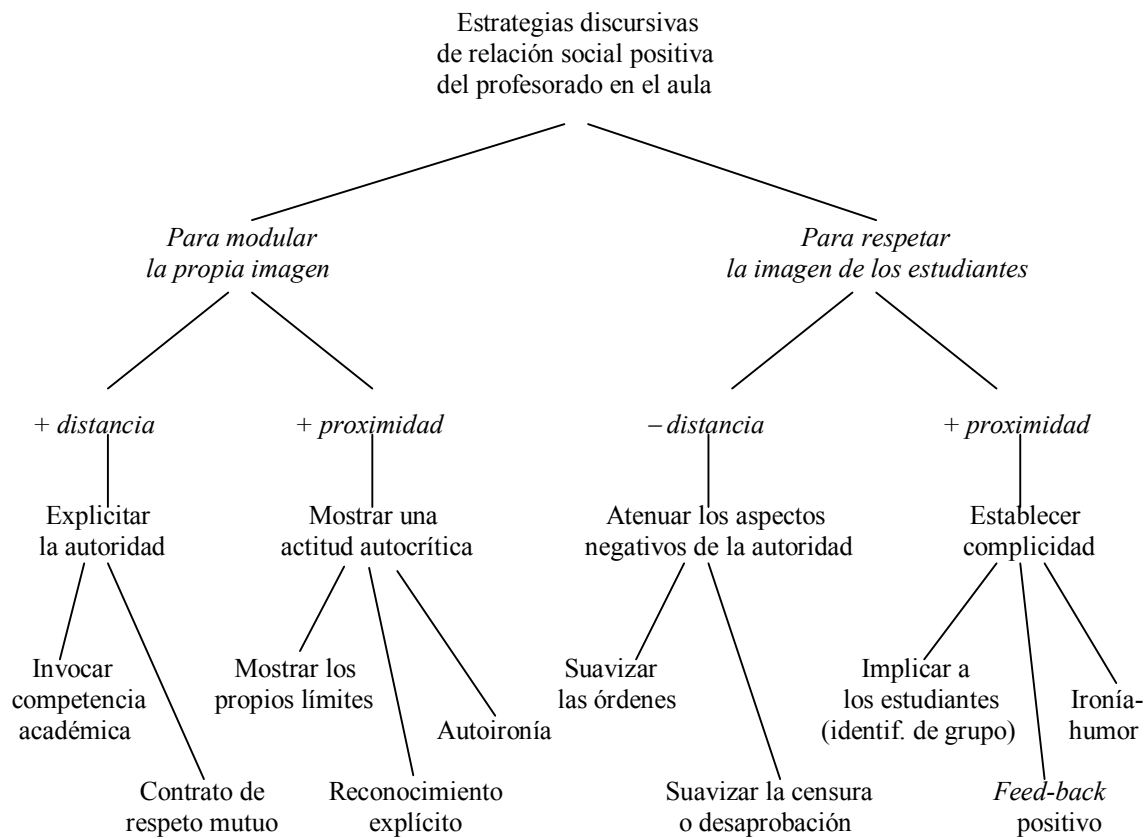 Estrategias discursivas
de relación social positiva
del profesorado en el aula
Para modular
la propia imagen
Para respetar
la imagen de los estudiantes
+ distancia
+ proximidad
– distancia
+ proximidad
Explicitar
la autoridad
Mostrar una
actitud autocrítica
Atenuar los aspectos
negativos de la autoridad
Establecer
complicidad
Invocar
competencia
académica
Mostrar los
propios límites
Autoironía
Suavizar
las órdenes
Implicar a
los estudiantes
(identif. de grupo)
Ironía-
humor
Contrato de
respeto mutuo
Reconocimiento
explícito
Suavizar la censura
o desaprobación
Feed-back
positivo